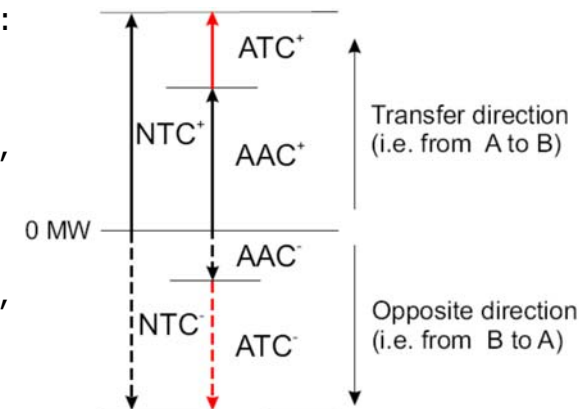 :
ATC⁺
NTC⁺
Transfer direction
(i.e. from A to B)
,
AAC⁺
0 MW
AAC⁻
,
NTC⁻
Opposite direction
(i.e. from B to A)
ATC⁻